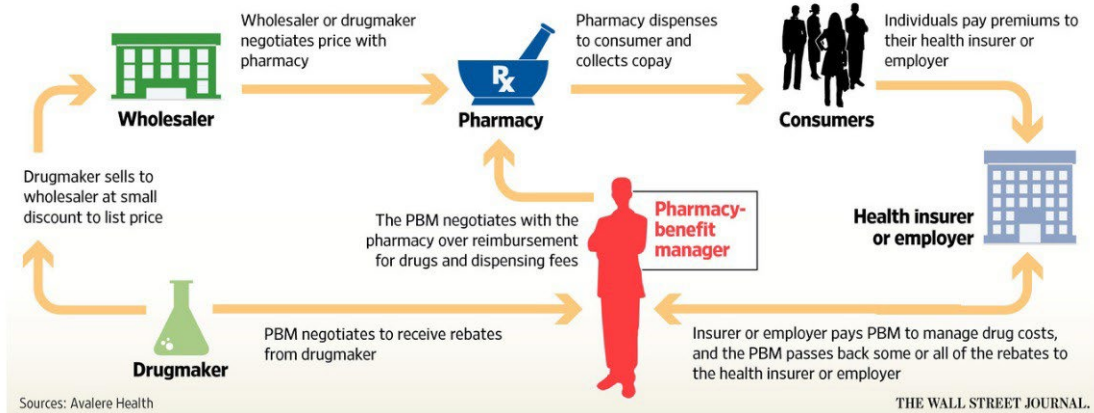 Wholesaler or drugmaker
negotiates price with
pharmacy
Pharmacy dispenses
to consumer and
collects copay
Individuals pay premiums to
their health insurer or
employer
Rx
Wholesaler
Pharmacy
Consumers
Drugmaker sells to
wholesaler at small
discount to list price
The PBM negotiates with the
pharmacy over reimbursement
for drugs and dispensing fees
Pharmacy-
benefit
manager
Health insurer
or employer
PBM negotiates to receive rebates
from drugmaker
Insurer or employer pays PBM to manage drug costs,
and the PBM passes back some or all of the rebates to
the health insurer or employer
Drugmaker
Sources: Avalere Health
THE WALL STREET JOURNAL.